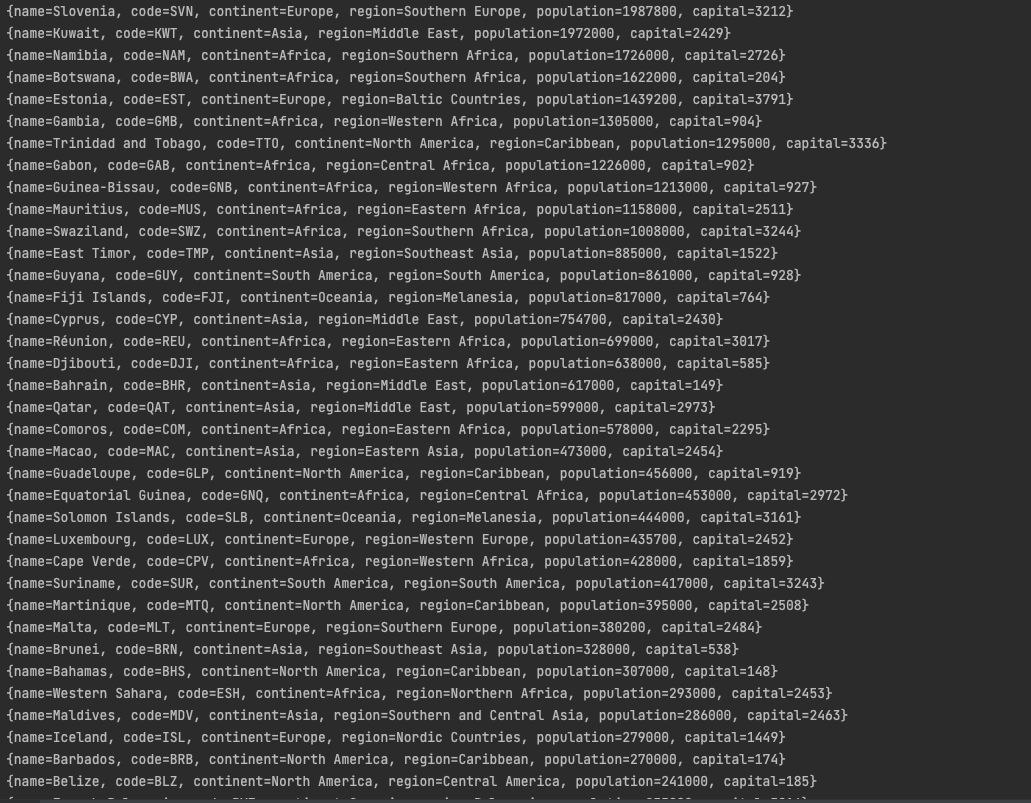 {name=Slovenia, code=SVN, continent=Europe, region=Southern Europe, population=1987800, capital=3212}
{name=Kuwait, code=KWT, continent=Asia, region=Middle East, population=1972000, capital=2429}
{name=Namibia, code=NAM, continent=Africa, region=Southern Africa, population=1726000, capital=2726}
{name=Botswana, code=BWA, continent=Africa, region=Southern Africa, population=1622000, capital=204}
{name=Estonia, code=EST, continent=Europe, region=Baltic Countries, population=1439200, capital=3791}
{name=Gambia, code=GMB, continent=Africa, region=Western Africa, population=1305000, capital=904}
{name=Trinidad and Tobago, code=TTO, continent=North America, region=Caribbean, population=1295000, capital=3336}
{name=Gabon, code=GAB, continent=Africa, region=Central Africa, population=1226000, capital=902}
{name=Guinea-Bissau, code=GNB, continent=Africa, region=Western Africa, population=1213000, capital=927}
{name=Mauritius, code=MUS, continent=Africa, region=Eastern Africa, population=1158000, capital=2511}
{name=Swaziland, code=SWZ, continent=Africa, region=Southern Africa, population=1008000, capital=3244}
{name=East Timor, code=TMP, continent=Asia, region=Southeast Asia, population=885000, capital=1522}
{name=Guyana, code=GUY, continent=South America, region=South America, population=861000, capital=928}
{name=Fiji Islands, code=FJI, continent=Oceania, region=Melanesia, population=817000, capital=764}
{name=Cyprus, code=CYP, continent=Asia, region=Middle East, population=754700, capital=2430}
{name=Réunion, code=REU, continent=Africa, region=Eastern Africa, population=699000, capital=3017}
{name=Djibouti, code=DJI, continent=Africa, region=Eastern Africa, population=638000, capital=585}
{name=Bahrain, code=BHR, continent=Asia, region=Middle East, population=617000, capital=149}
{name=Qatar, code=QAT, continent=Asia, region=Middle East, population=599000, capital=2973}
{name=Comoros, code=COM, continent=Africa, region=Eastern Africa, population=578000, capital=2295}
{name=Macao, code=MAC, continent=Asia, region=Eastern Asia, population=473000, capital=2454}
{name=Guadeloupe, code=GLP, continent=North America, region=Caribbean, population=456000, capital=919}
{name=Equatorial Guinea, code=GNQ, continent=Africa, region=Central Africa, population=453000, capital=2972}
{name=Solomon Islands, code=SLB, continent=Oceania, region=Melanesia, population=444000, capital=3161}
{name=Luxembourg, code=LUX, continent=Europe, region=Western Europe, population=435700, capital=2452}
{name=Cape Verde, code=CPV, continent=Africa, region=Western Africa, population=428000, capital=1859}
{name=Suriname, code=SUR, continent=South America, region=South America, population=417000, capital=3243}
{name=Martinique, code=MTQ, continent=North America, region=Caribbean, population=395000, capital=2508}
{name=Malta, code=MLT, continent=Europe, region=Southern Europe, population=380200, capital=2484}
{name=Brunei, code=BRN, continent=Asia, region=Southeast Asia, population=328000, capital=538}
{name=Bahamas, code=BHS, continent=North America, region=Caribbean, population=307000, capital=148}
{name=Western Sahara, code=ESH, continent=Africa, region=Northern Africa, population=293000, capital=2453}
{name=Maldives, code=MDV, continent=Asia, region=Southern and Central Asia, population=286000, capital=2463}
{name=Iceland, code=ISL, continent=Europe, region=Nordic Countries, population=279000, capital=1449}
{name=Barbados, code=BRB, continent=North America, region=Caribbean, population=270000, capital=174}
{name=Belize, code=BLZ, continent=North America, region=Central America, population=241000, capital=185}